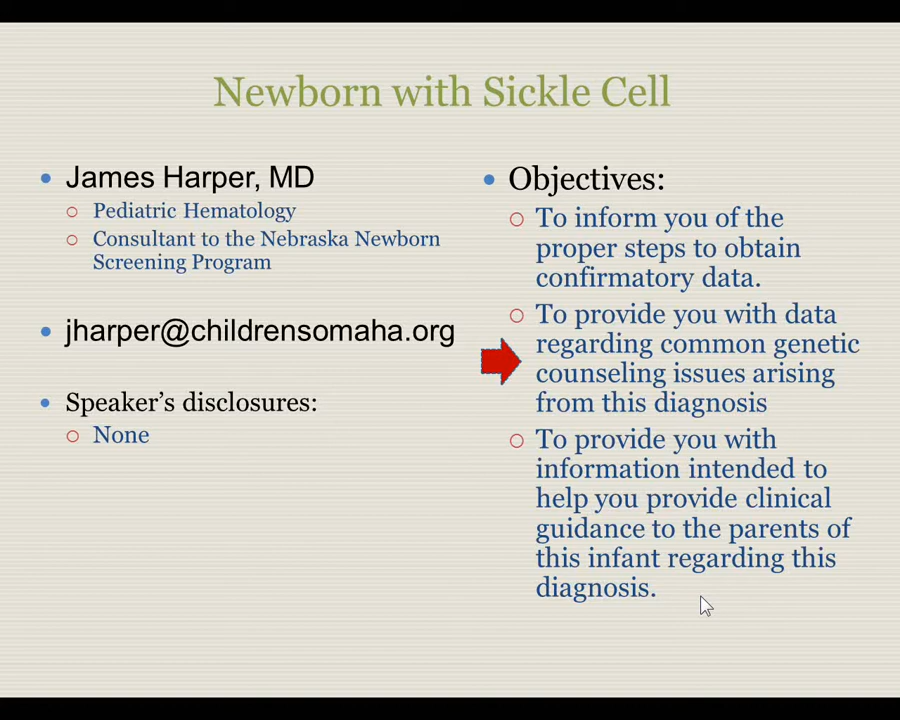 Newborn with Sickle Cell
James Harper, MD
Pediatric Hematology
Consultant to the Nebraska Newborn
Screening Program
jharper@childrensomaha.org
Speaker's disclosures:
None
Objectives:
To inform you of the
proper steps to obtain
confirmatory data.
To provide you with data
regarding common genetic
counseling issues arising
from this diagnosis
To provide you with
information intended to
help you provide clinical
guidance to the parents of
this infant regarding this
diagnosis.